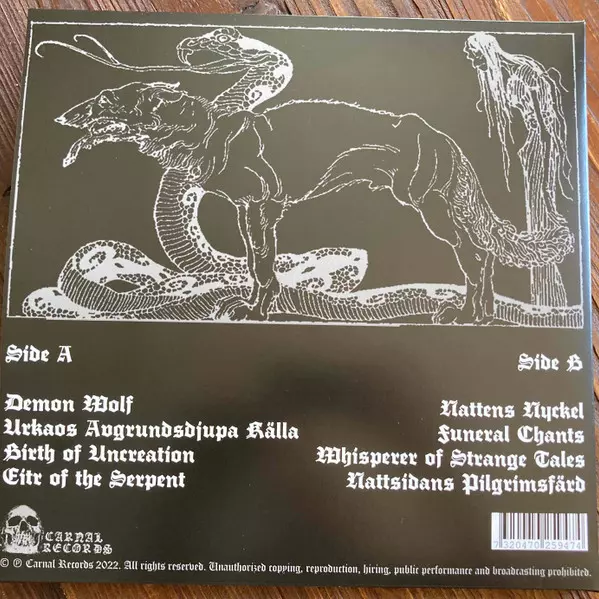 Side A
Demon Wolf
Urkaos Avgrundsdjupa Källa
Birth of Uncreation
Eitr of the Serpent
Side B
Nattens Nyckel
Funeral Chants
Whisperer of Strange Tales
Nattsidans Pilgrimsfärd
CARNAL
RECORDS
7 320470 259474
© ℗ Carnal Records 2022. All rights reserved. Unauthorized copying, reproduction, hiring, public performance and broadcasting prohibited.